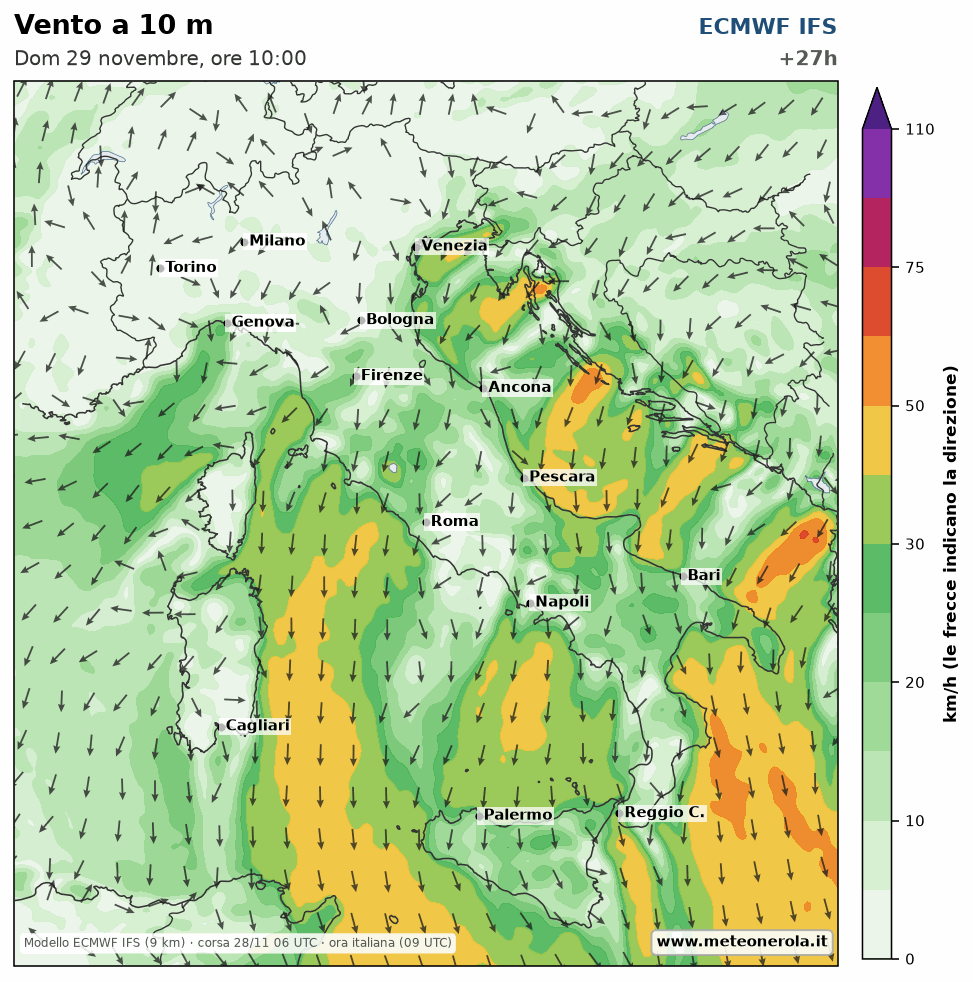 Vento a 10 m
ECMWF IFS
Dom 29 novembre, ore 10:00
+27h
110
75
50
30
20
10
0
km/h (le frecce indicano la direzione)
Milano
Venezia
Torino
Genova
Bologna
Firenze
Ancona
Pescara
Roma
Bari
Napoli
Cagliari
Palermo
Reggio C.
Modello ECMWF IFS (9 km) · corsa 28/11 06 UTC · ora italiana (09 UTC)
www.meteonerola.it